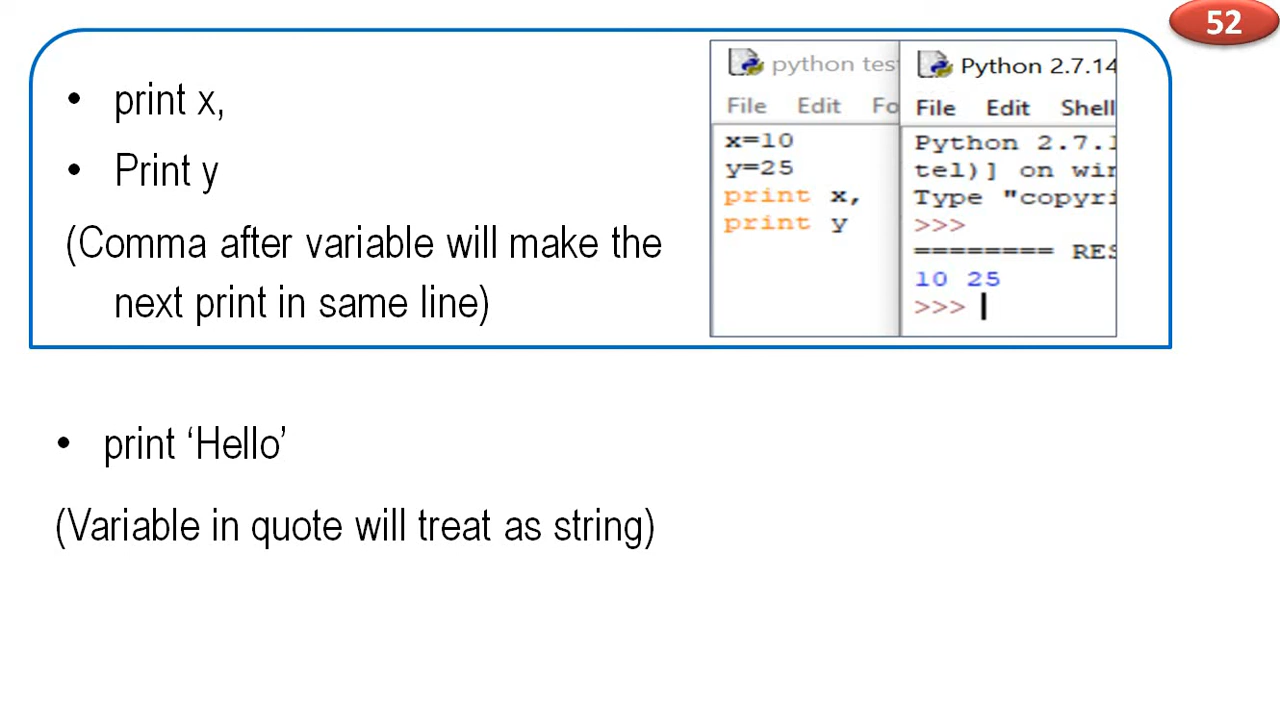 52
• print x,
• Print y
(Comma after variable will make the
next print in same line)
python tes
File Edit Fo
x=10
y=25
print x,
print y
Python 2.7.14
File Edit Shell
Python 2.7.1
tel)] on win
Type "copyri
>>>
======== RES
10 25
>>>
• print ‘Hello’
(Variable in quote will treat as string)